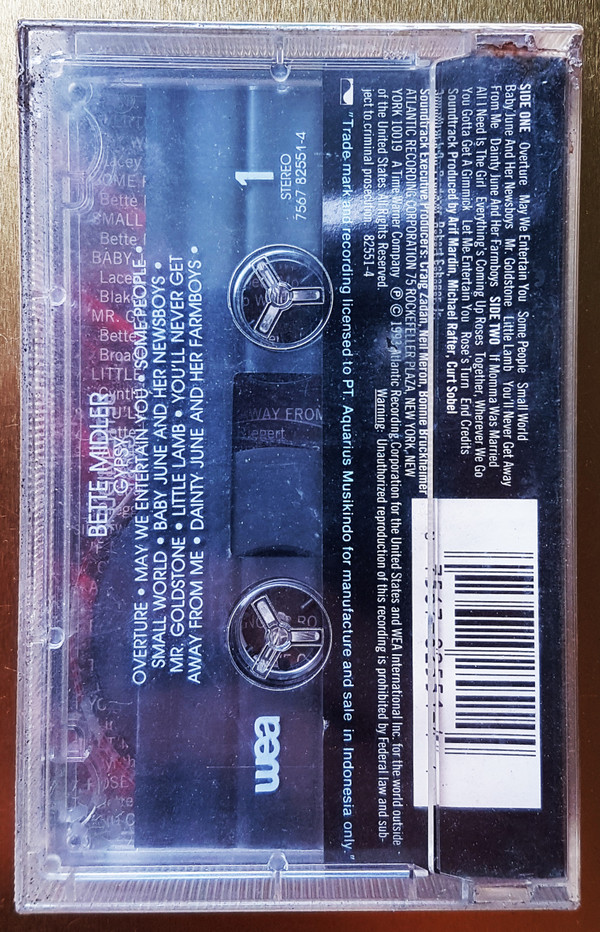 SIDE ONE Overture May We Entertain You Some People Small World
Baby June And Her Newsboys Mr. Goldstone Little Lamb You'll Never Get Away
From Me Dainty June And Her Farmboys SIDE TWO If Momma Was Married
All I Need Is The Girl Everything's Coming Up Roses Together, Wherever We Go
You Gotta Get A Gimmick Let Me Entertain You Rose's Turn End Credits
Soundtrack Produced by Arif Mardin, Michael Rafter, Curt Sobel
Soundtrack Executive Producers: Craig Zadan, Neil Meron, Bonnie Bruckheimer
ATLANTIC RECORDING CORPORATION 75 ROCKEFELLER PLAZA, NEW YORK, NEW
YORK 10019 A Time Warner Company ℗ © 1993 Atlantic Recording Corporation for the United States and WEA International Inc. for the world outside
of the United States. All Rights Reserved. Warning: Unauthorized reproduction of this recording is prohibited by Federal law and sub-
ject to criminal prosecution. 82551-4
"Trade mark and recording licensed to PT. Aquarius Musikindo for manufacture and sale in Indonesia only."
1
STEREO
7567 82551-4
AWAY FROM
wea
BETTE MIDLER
GYPSY
OVERTURE • MAY WE ENTERTAIN YOU • SOME PEOPLE •
SMALL WORLD • BABY JUNE AND HER NEWSBOYS •
MR. GOLDSTONE • LITTLE LAMB • YOU'LL NEVER GET
AWAY FROM ME • DAINTY JUNE AND HER FARMBOYS •